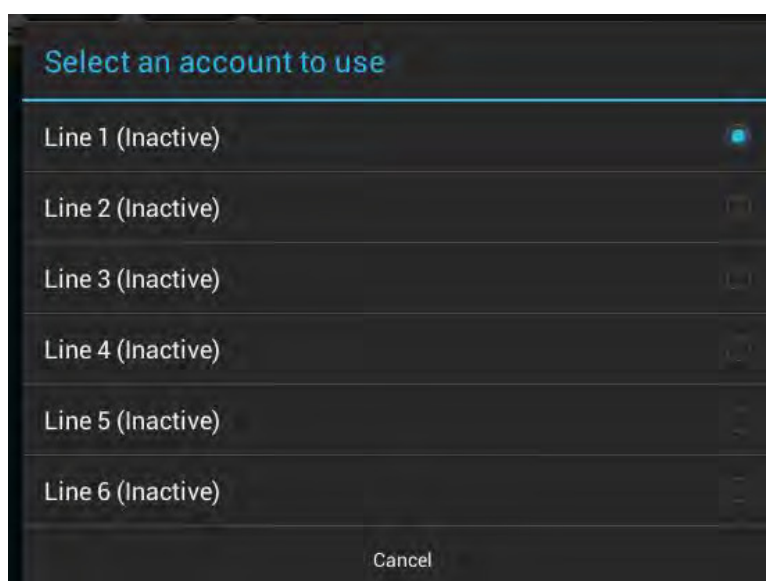 Select an account to use
Line 1 (Inactive)
Line 2 (Inactive)
Line 3 (Inactive)
Line 4 (Inactive)
Line 5 (Inactive)
Line 6 (Inactive)
Cancel